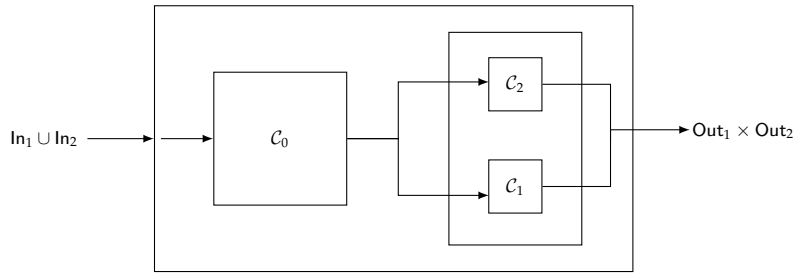 In₁ ∪ In₂
𝒞₀
𝒞₂
𝒞₁
Out₁ × Out₂